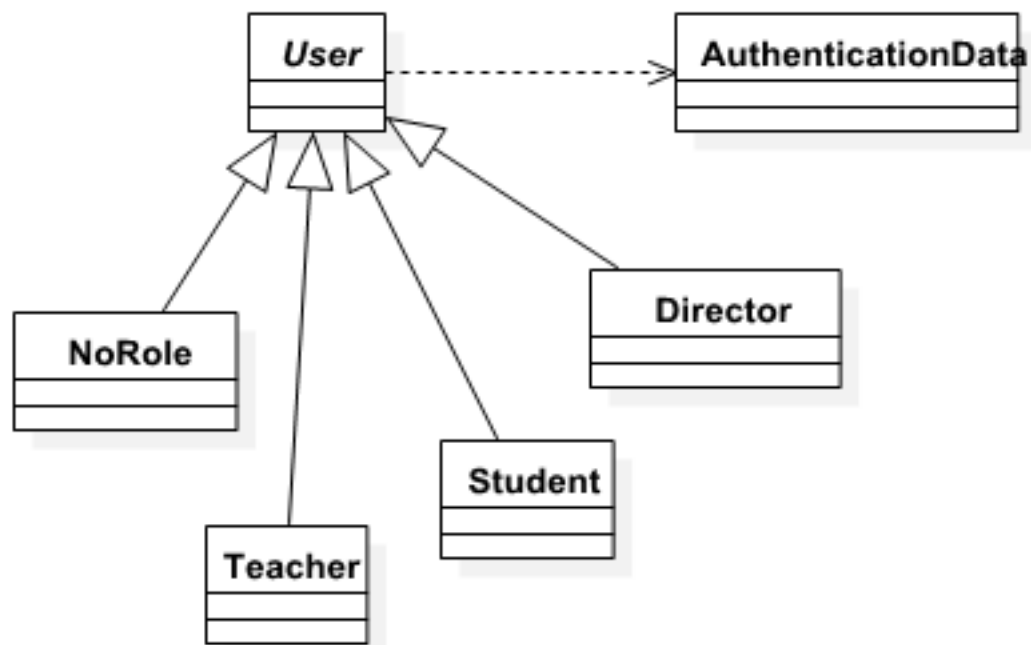 User
AuthenticationData
Director
NoRole
Student
Teacher